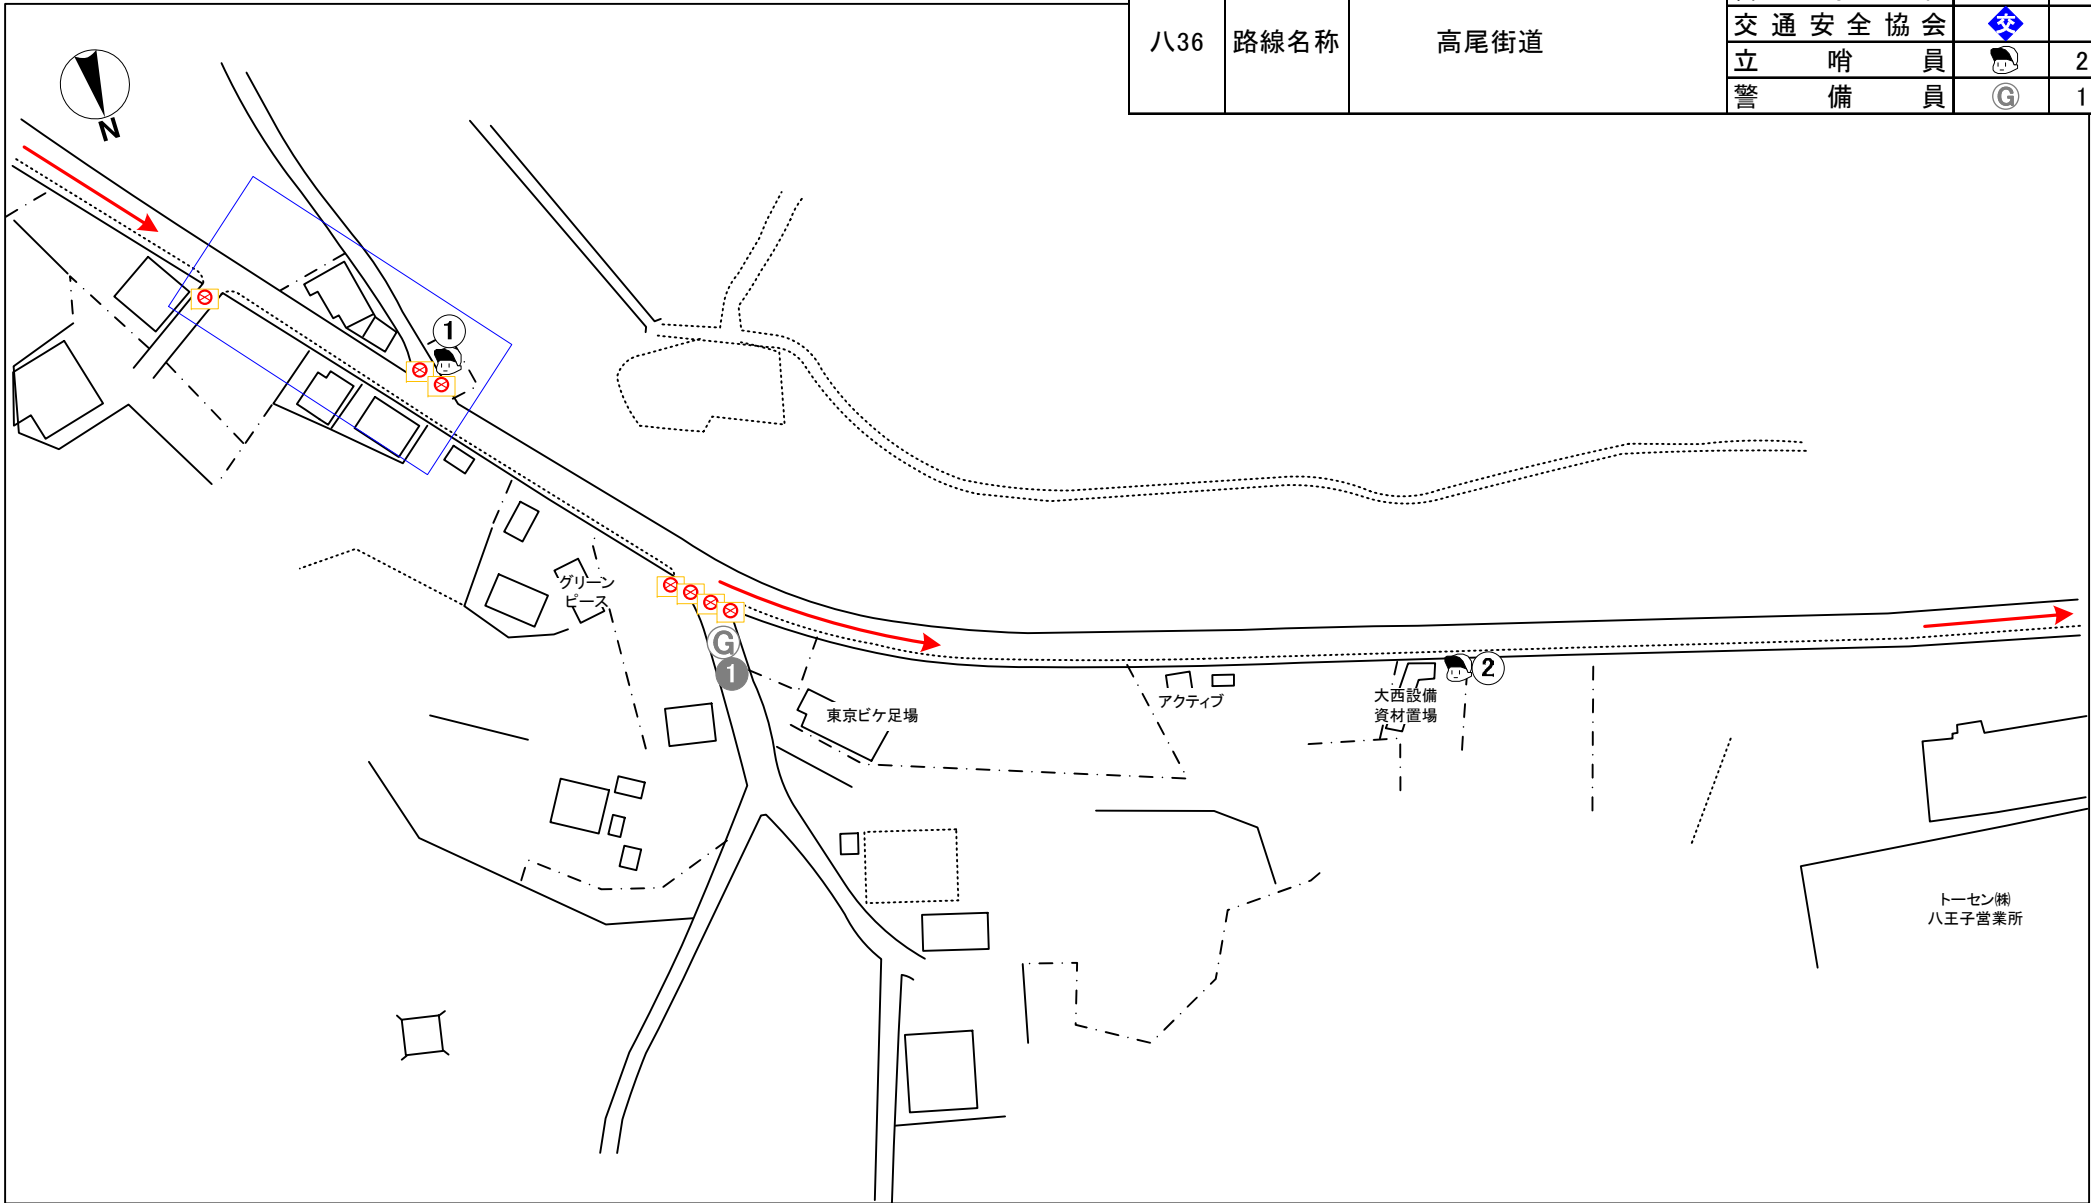 八36 路線名称 高尾街道
交通安全協会 交
立哨員 2
警備員 G 1
N
1
グリーン
ピース
G
1
東京ビケ足場
アクティブ
大西設備
資材置場
2
トーセン㈱
八王子営業所